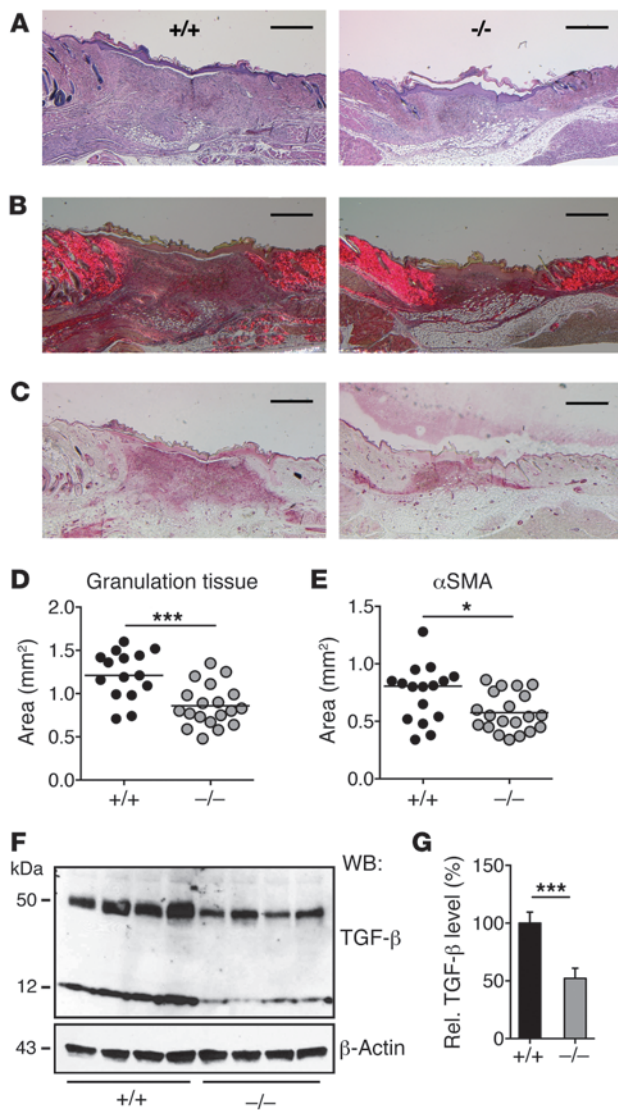 A
+/+
-/-
B
C
D
Granulation tissue
***
Area (mm²)
2.0
1.5
1.0
0.5
0.0
+/+
−/−
E
αSMA
*
Area (mm²)
1.5
1.0
0.5
0.0
+/+
−/−
F
kDa
WB:
50
TGF-β
12
43
β-Actin
+/+
−/−
G
Rel. TGF-β level (%)
150
100
50
0
***
+/+
−/−